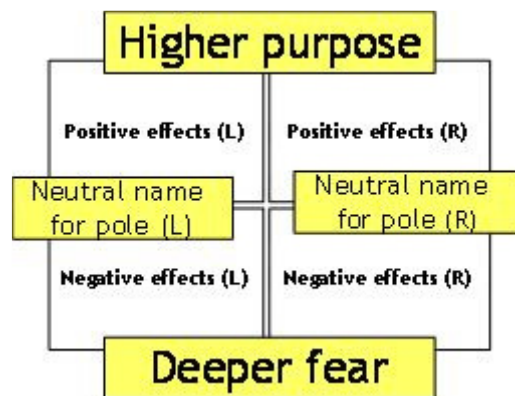 Higher purpose
Positive effects (L)
Positive effects (R)
Neutral name
for pole (L)
Neutral name
for pole (R)
Negative effects (L)
Negative effects (R)
Deeper fear